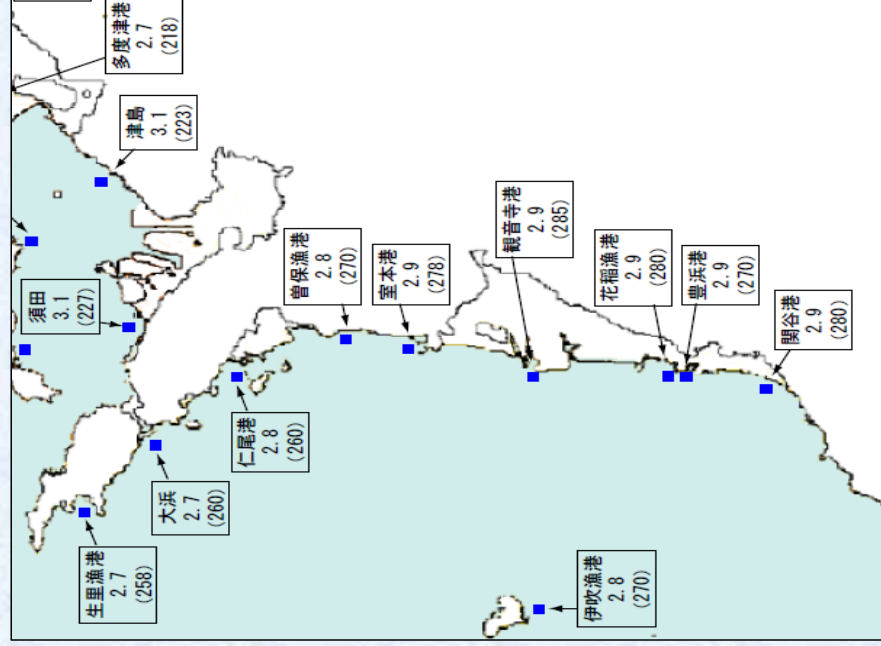 多度津港
2.7
(218)
津島
3.1
(223)
須田
3.1
(227)
曽保漁港
2.8
(270)
室本港
2.9
(278)
観音寺港
2.9
(285)
花稲漁港
2.9
(280)
豊浜港
2.9
(270)
関谷港
2.9
(280)
仁尾港
2.8
(260)
大浜
2.7
(260)
生里漁港
2.7
(258)
伊吹漁港
2.8
(270)